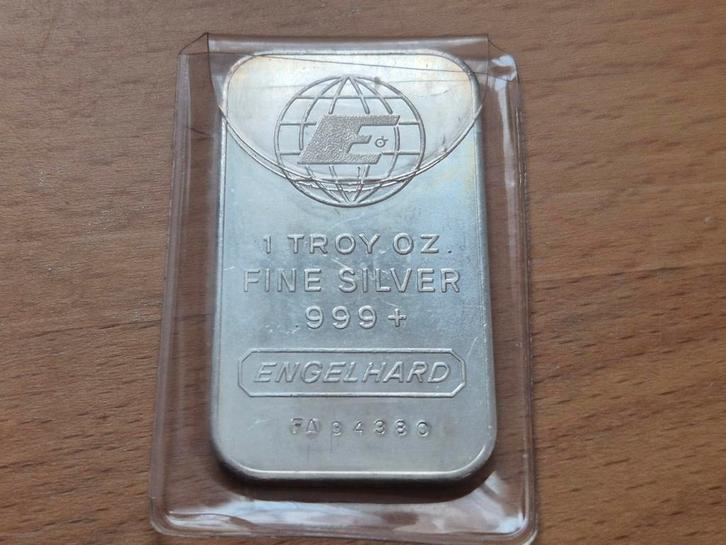 E
1 TROY OZ.
FINE SILVER
999+
ENGELHARD